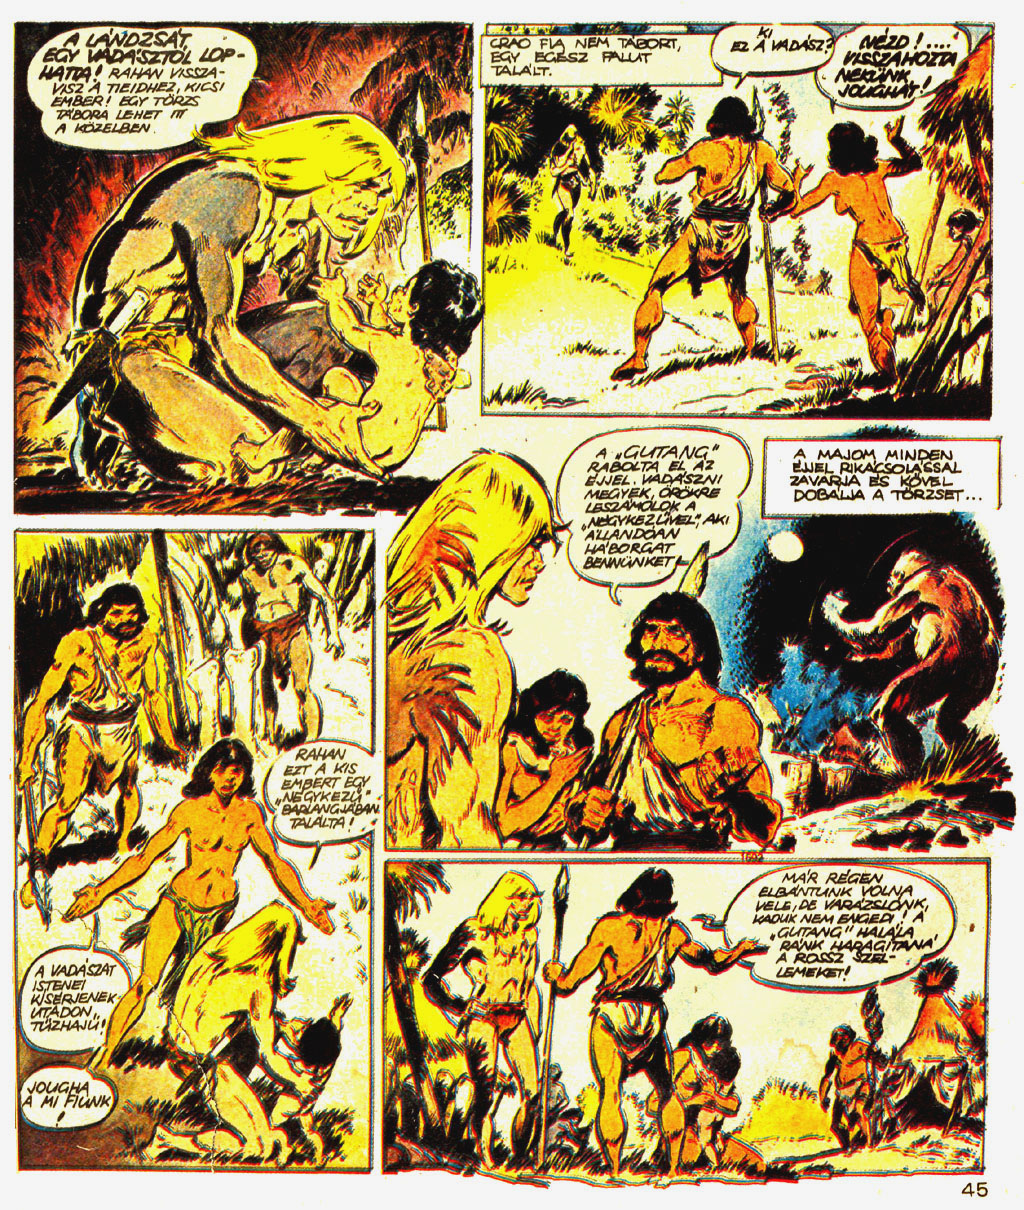 A LÁNDZSÁT
EGY VADÁSZTÓL LOP-
HATTA! RAHAN VISSZA-
VISZ A TIEIDHEZ, KICSI
EMBER! EGY TÖRZS
TÁBORA LEHET ITT
A KÖZELBEN.
CRAO FIA NEM TÁBORT,
EGY EGÉSZ FALUT
TALÁLT.
KI
EZ A VADÁSZ?
NÉZD!....
VISSZAHOZTA
NEKÜNK
JOUGHÁT!
RAHAN
EZT A KIS
EMBERT EGY
„NÉGYKEZŰ”
BARLANGJÁBAN
TALÁLTA!
A VADÁSZAT
ISTENEI
KÍSÉRJENEK
UTADON,
TŰZHAJÚ!
JOUGHA
A MI FIUNK
!
A „GUTANG”
RABOLTA EL AZ
ÉJJEL. VADÁSZNI
MEGYEK, ÖRÖKRE
LESZÁMOLOK A
„NÉGYKEZŰVEL”, AKI
ÁLLANDÓAN
HÁBORGAT
BENNÜNKET!
A MAJOM MINDEN
ÉJJEL RIKÁCSOLÁSSAL
ZAVARJA ÉS KŐVEL
DOBÁLJA A TÖRZSET...
1602
MÁR RÉGEN
ELBÁNTUNK VOLNA
VELE, DE VARÁZSLÓNK,
KADUK NEM ENGEDI! A
„GUTANG” HALÁLA
RÁNK HARAGÍTANÁ
A ROSSZ SZEL-
LEMEKET!
45